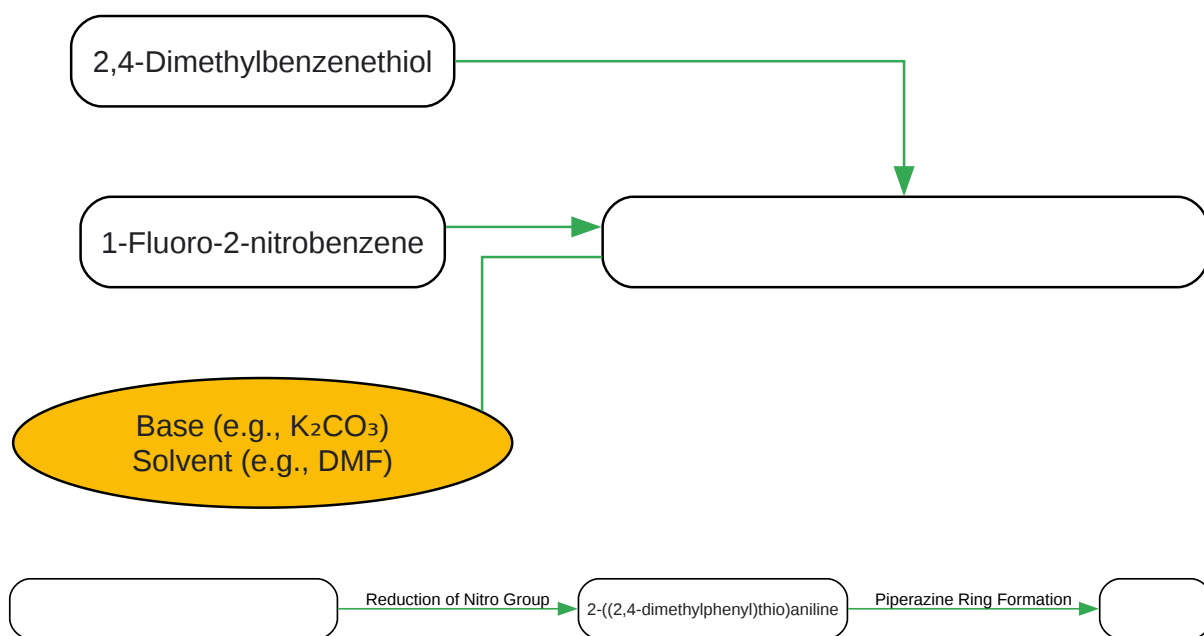 2,4-Dimethylbenzenethiol
1-Fluoro-2-nitrobenzene
Base (e.g., K₂CO₃)
Solvent (e.g., DMF)
Reduction of Nitro Group
2-((2,4-dimethylphenyl)thio)aniline
Piperazine Ring Formation